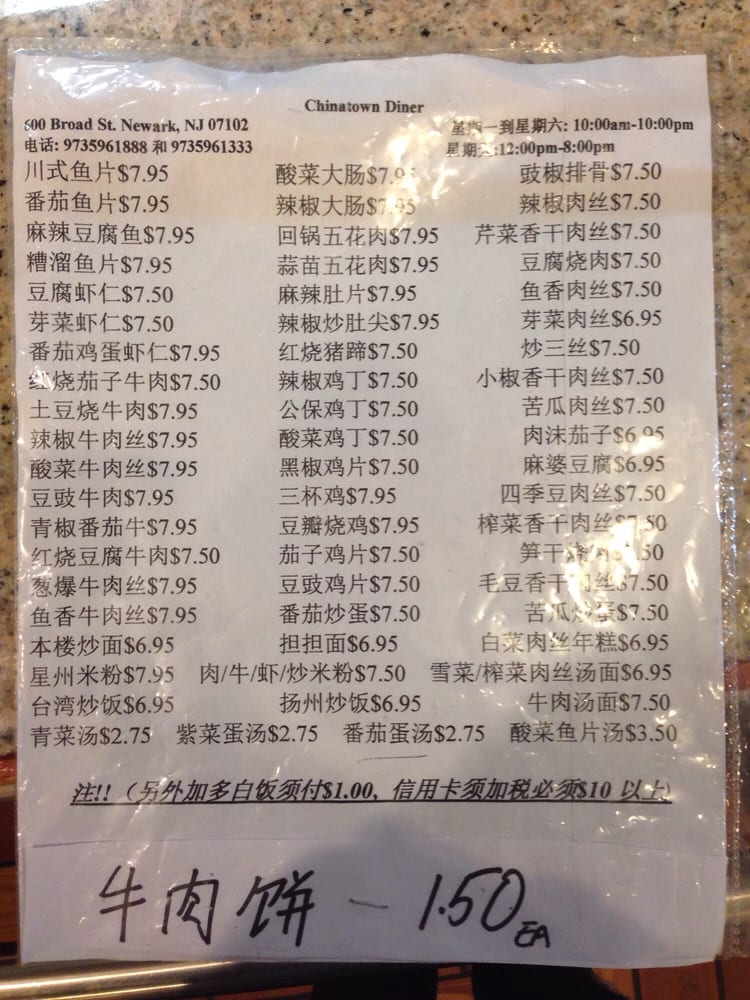 Chinatown Diner
600 Broad St. Newark, NJ 07102 星期一到星期六: 10:00am-10:00pm
电话: 9735961888 和 9735961333 星期天:12:00pm-8:00pm
川式鱼片$7.95 酸菜大肠$7.95 豉椒排骨$7.50
番茄鱼片$7.95 辣椒大肠$7.95 辣椒肉丝$7.50
麻辣豆腐鱼$7.95 回锅五花肉$7.95 芹菜香干肉丝$7.50
糟溜鱼片$7.95 蒜苗五花肉$7.95 豆腐烧肉$7.50
豆腐虾仁$7.50 麻辣肚片$7.95 鱼香肉丝$7.50
芽菜虾仁$7.50 辣椒炒肚尖$7.95 芽菜肉丝$6.95
番茄鸡蛋虾仁$7.95 红烧猪蹄$7.50 炒三丝$7.50
红烧茄子牛肉$7.50 辣椒鸡丁$7.50 小椒香干肉丝$7.50
土豆烧牛肉$7.95 公保鸡丁$7.50 苦瓜肉丝$7.50
辣椒牛肉丝$7.95 酸菜鸡丁$7.50 肉沫茄子$6.95
酸菜牛肉丝$7.95 黑椒鸡片$7.50 麻婆豆腐$6.95
豆豉牛肉$7.95 三杯鸡$7.95 四季豆肉丝$7.50
青椒番茄牛$7.95 豆瓣烧鸡$7.95 榨菜香干肉丝$7.50
红烧豆腐牛肉$7.50 茄子鸡片$7.50 笋干烧肉$7.50
葱爆牛肉丝$7.95 豆豉鸡片$7.50 毛豆香干肉丝$7.50
鱼香牛肉丝$7.95 番茄炒蛋$7.50 苦瓜炒蛋$7.50
本楼炒面$6.95 担担面$6.95 白菜肉丝年糕$6.95
星州米粉$7.95 肉/牛/虾/炒米粉$7.50 雪菜/榨菜肉丝汤面$6.95
台湾炒饭$6.95 扬州炒饭$6.95 牛肉汤面$7.50
青菜汤$2.75 紫菜蛋汤$2.75 番茄蛋汤$2.75 酸菜鱼片汤$3.50
注!!（另外加多白饭须付$1.00, 信用卡须加税必须$10 以上）
牛肉饼 - 1.50 EA